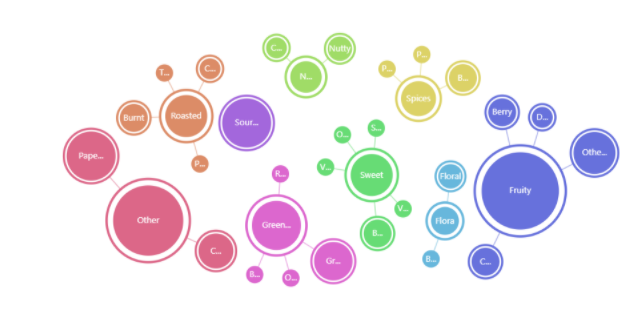 C...
Nutty
N...
P...
P...
B...
Spices
T...
C...
Burnt
Roasted
P...
Sour...
Pape...
Other
C...
R...
Green...
B...
O...
Gr...
S...
O...
V...
Sweet
V...
B...
Floral
Flora
B...
Berry
D...
Othe...
Fruity
C...